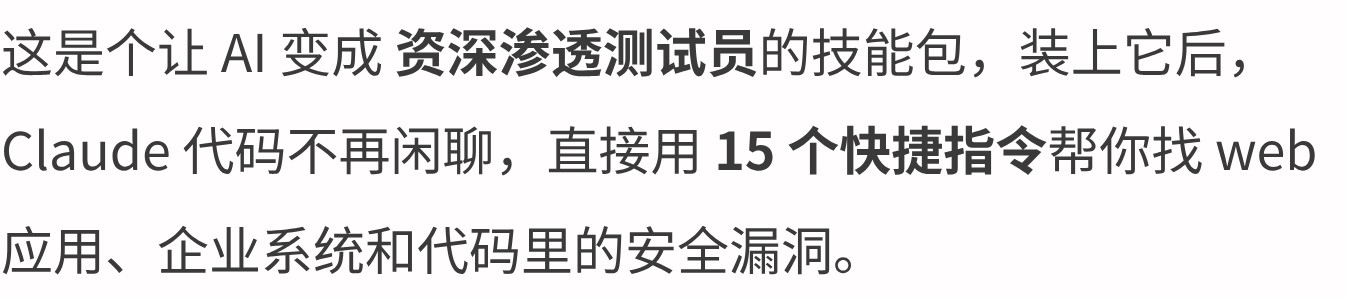 这是个让 AI 变成 资深渗透测试员的技能包，装上它后，
Claude 代码不再闲聊，直接用 15 个快捷指令帮你找 web
应用、企业系统和代码里的安全漏洞。